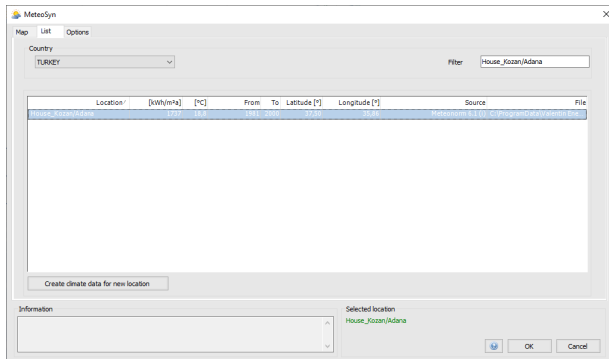 MeteoSyn
Map List Options
Country
TURKEY
Filter House_Kozan/Adana
Location [kWh/m²a] [°C] From To Latitude [°] Longitude [°] Source File
House_Kozan/Adana 1737 18,6 1981 2000 37,50 35,86 Meteonorm 8,1 (i) C:\ProgramData\Valentin Ene
Create climate data for new location
Information
Selected location
House_Kozan/Adana
OK Cancel